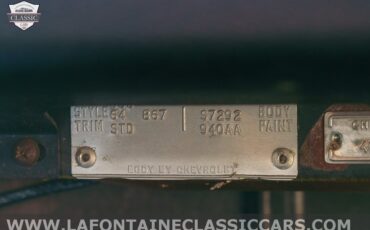 CLASSIC
STYLE 64 867 S7292 BODY
TRIM STD 940AA PAINT
BODY BY CHEVROLET
WWW.LAFONTAINECLASSICCARS.COM